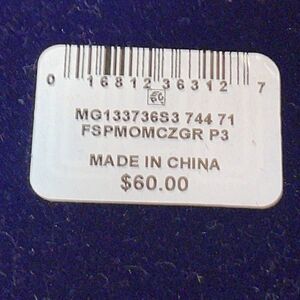 0 16812 36312 7
MG133736S3 744 71
FSPMOMCZGR P3
MADE IN CHINA
$60.00